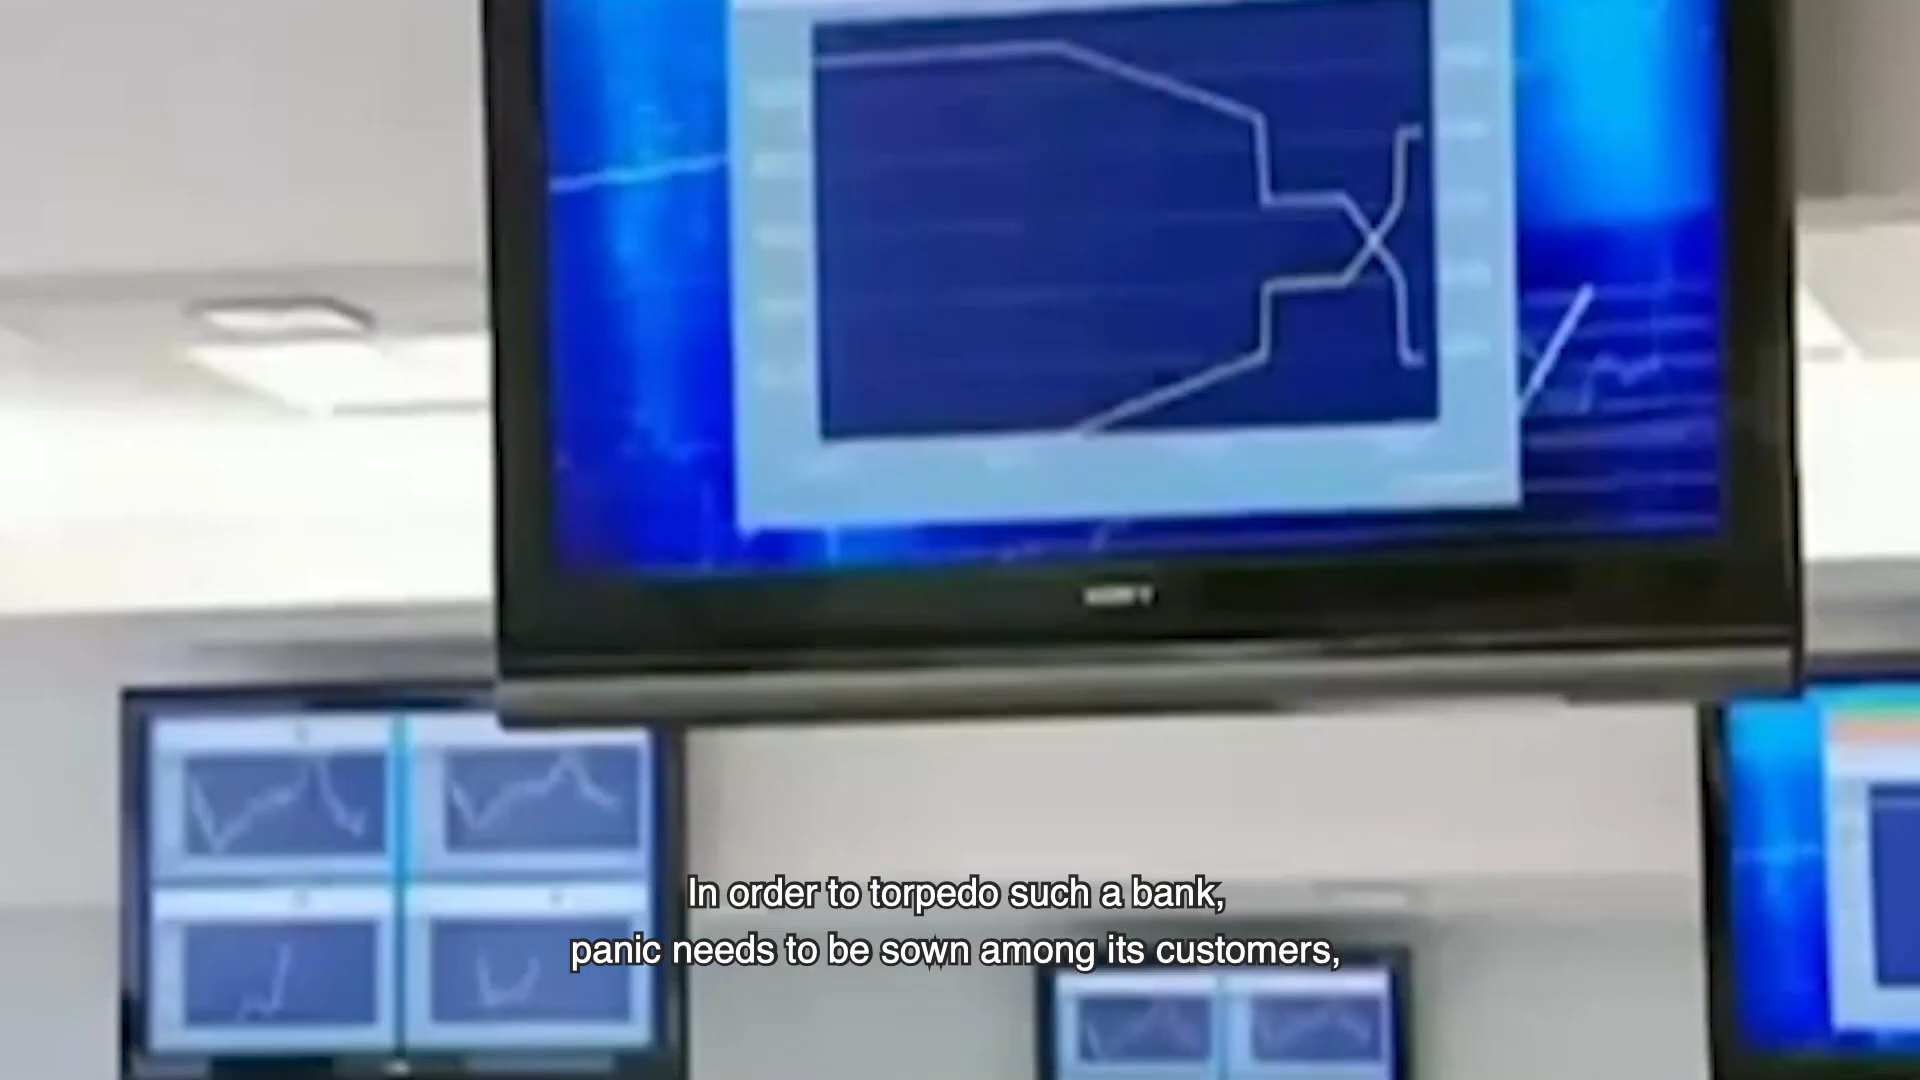 In order to torpedo such a bank,
panic needs to be sown among its customers,